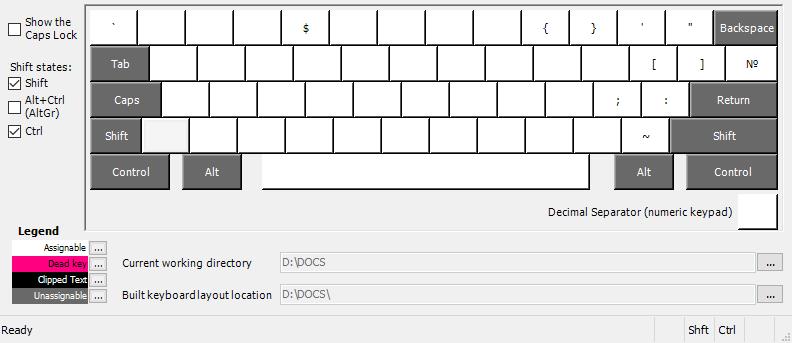 Show the
Caps Lock
Shift states:
Shift
Alt+Ctrl
(AltGr)
Ctrl
` $ { } ' " Backspace
Tab [ ] №
Caps ; : Return
Shift ~ Shift
Control Alt Alt Control
Decimal Separator (numeric keypad)
Legend
Assignable ...
Dead key ...
Clipped Text ...
Unassignable ...
Current working directory D:\DOCS ...
Built keyboard layout location D:\DOCS\ ...
Ready Shft Ctrl